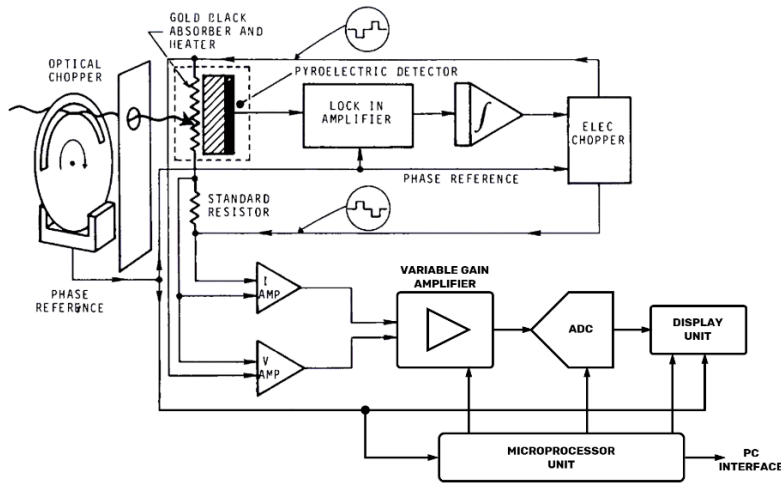 GOLD BLACK
ABSORBER AND
HEATER
OPTICAL
CHOPPER
PYROELECTRIC DETECTOR
LOCK IN
AMPLIFIER
∫
ELEC
CHOPPER
PHASE REFERENCE
STANDARD
RESISTOR
PHASE
REFERENCE
I
AMP
V
AMP
VARIABLE GAIN
AMPLIFIER
ADC
DISPLAY
UNIT
MICROPROCESSOR
UNIT
PC
INTERFACE